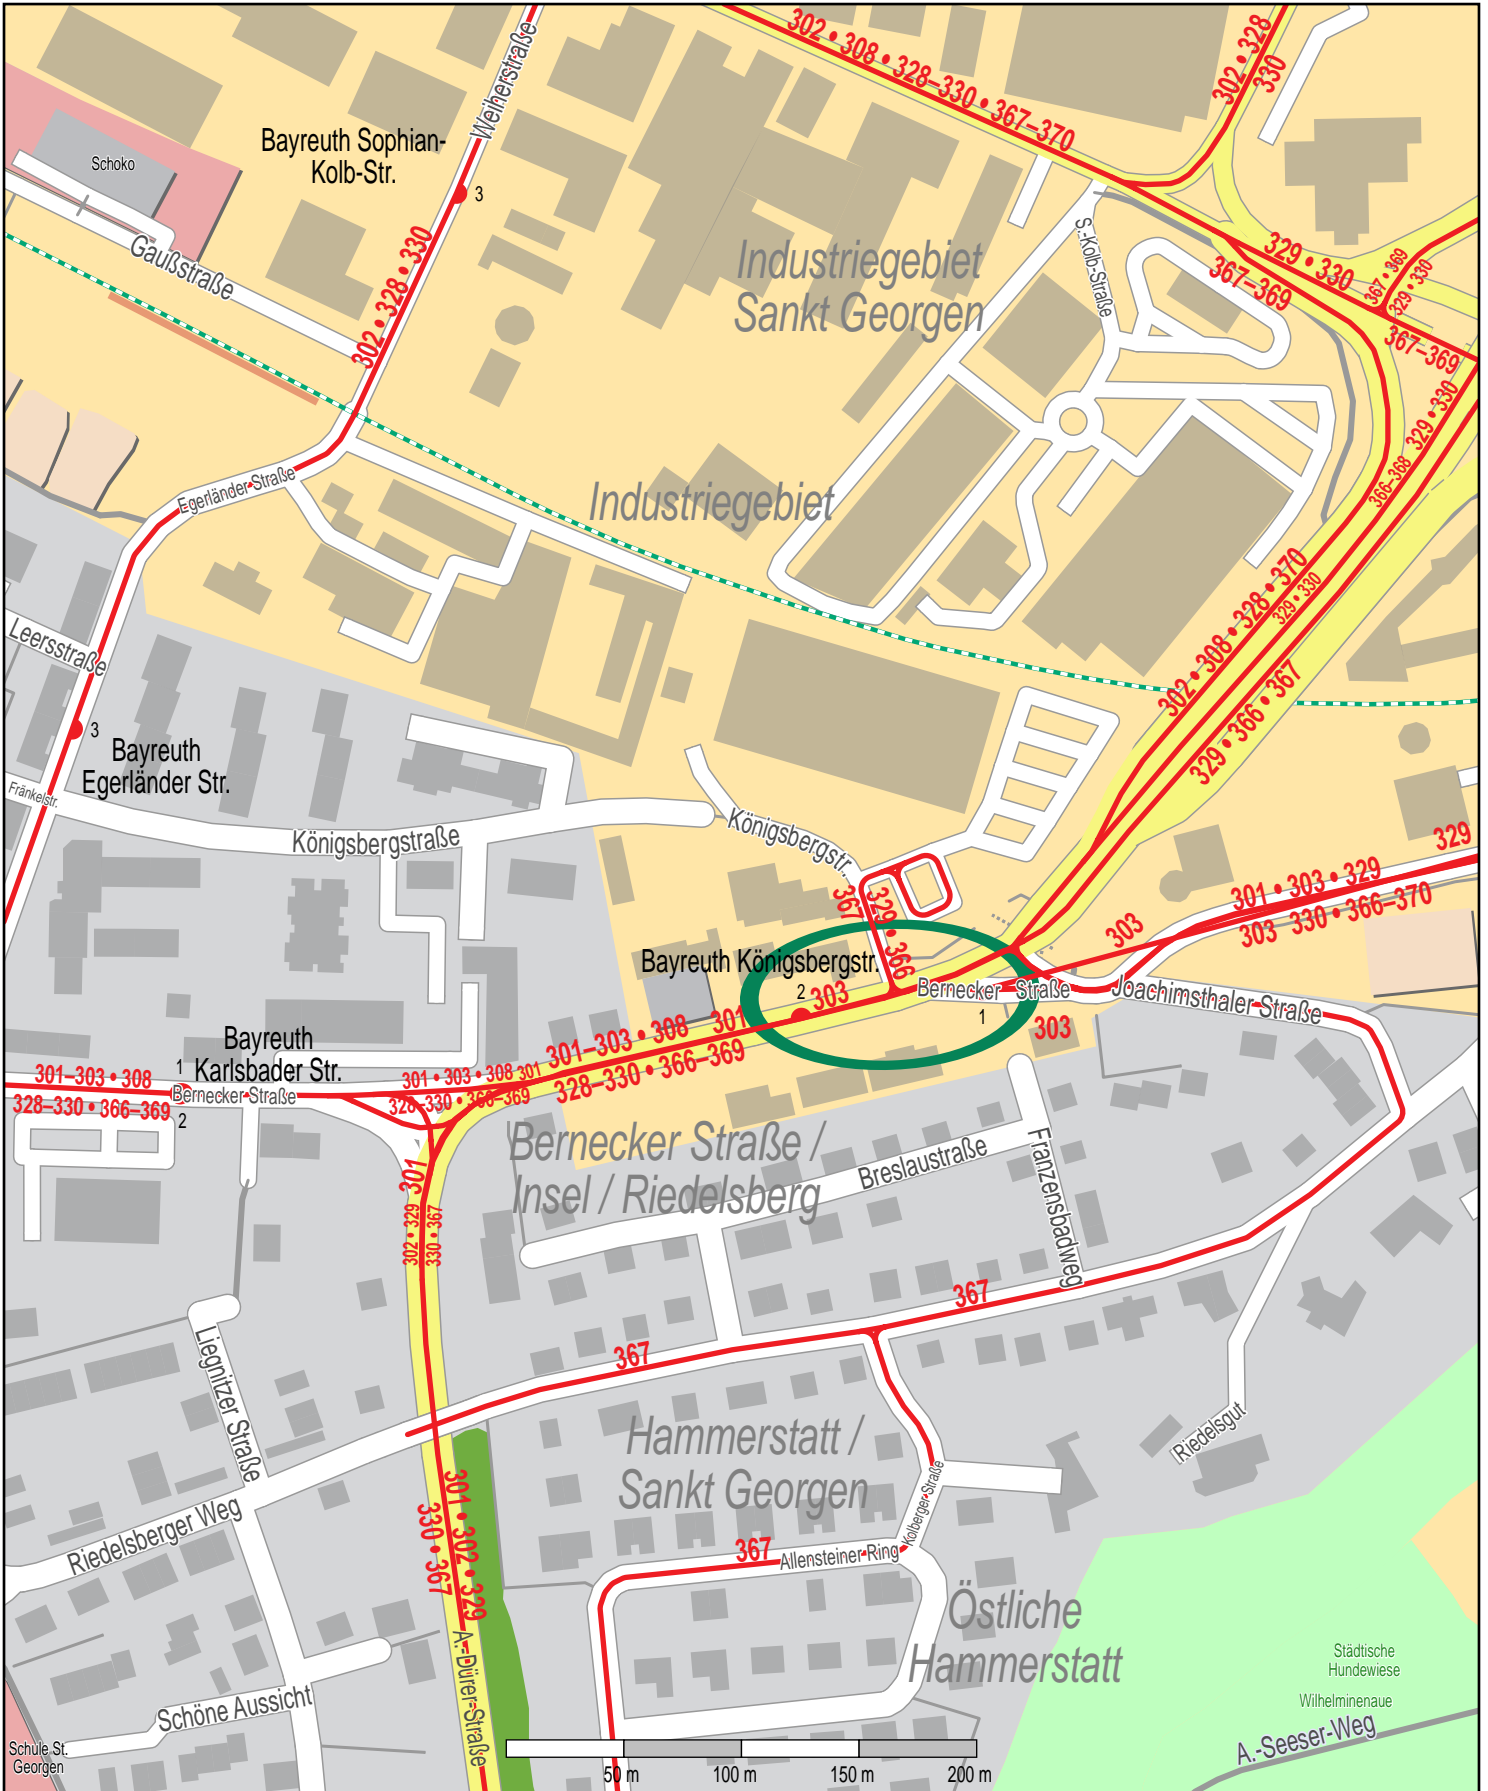 302 • 308 • 328–330 • 367–370
302 • 328
330
Weiherstraße
Bayreuth Sophian-
Kolb-Str.
3
Schoko
Gaußstraße
302 • 328 • 330
Industriegebiet
Sankt Georgen
S.-Kolb-Straße
329 • 330
367–369
367 • 369
329 • 330
367–369
329 • 330
366–368
Egerländer Straße
Industriegebiet
302 • 308 • 328 • 370
329 • 330
329 • 366 • 367
Leersstraße
3
Bayreuth
Egerländer Str.
Fränkelstr.
Königsbergstraße
Königsbergstr.
367
329 •
366
329
301 • 303 • 329
303
303
330 • 366–370
Bayreuth Königsbergstr.
2
303
Bernecker Straße
1
303
Joachimsthaler Straße
Bayreuth
Karlsbader Str.
1
301–303 • 308
Bernecker Straße
328–330 • 366–369
2
301 • 303 • 308
301
328–330 • 366–369
301–303 • 308
301
328–330 • 366–369
301
302 • 329
330 • 367
Bernecker Straße /
Insel / Riedelsberg
Breslaustraße
Franzensbadweg
367
367
Liegnitzer Straße
Riedelsgut
Hammerstatt /
Sankt Georgen
Kolberger-Straße
Riedelsberger Weg
301 • 302 • 329
330 • 367
367
Allensteiner Ring
Östliche
Hammerstatt
A.-Dürer-Straße
Schöne Aussicht
Städtische
Hundewiese
Wilhelminenaue
A.-Seeser-Weg
Schule St.
Georgen
50 m
100 m
150 m
200 m